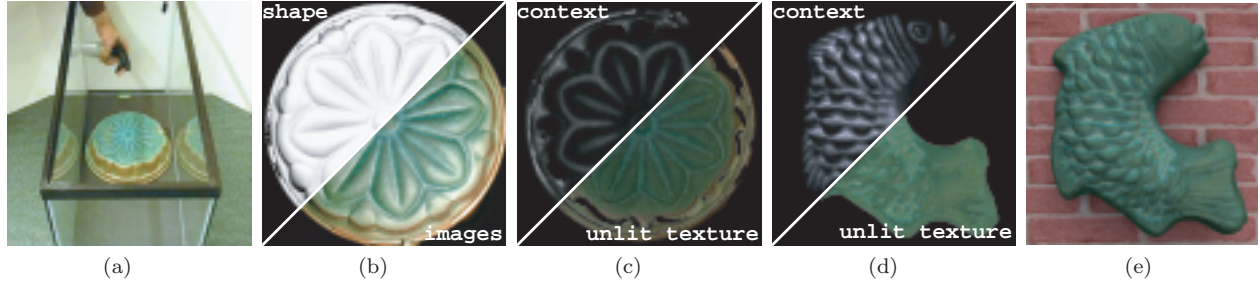 shape
images
context
unlit texture
context
unlit texture
(a)
(b)
(c)
(d)
(e)